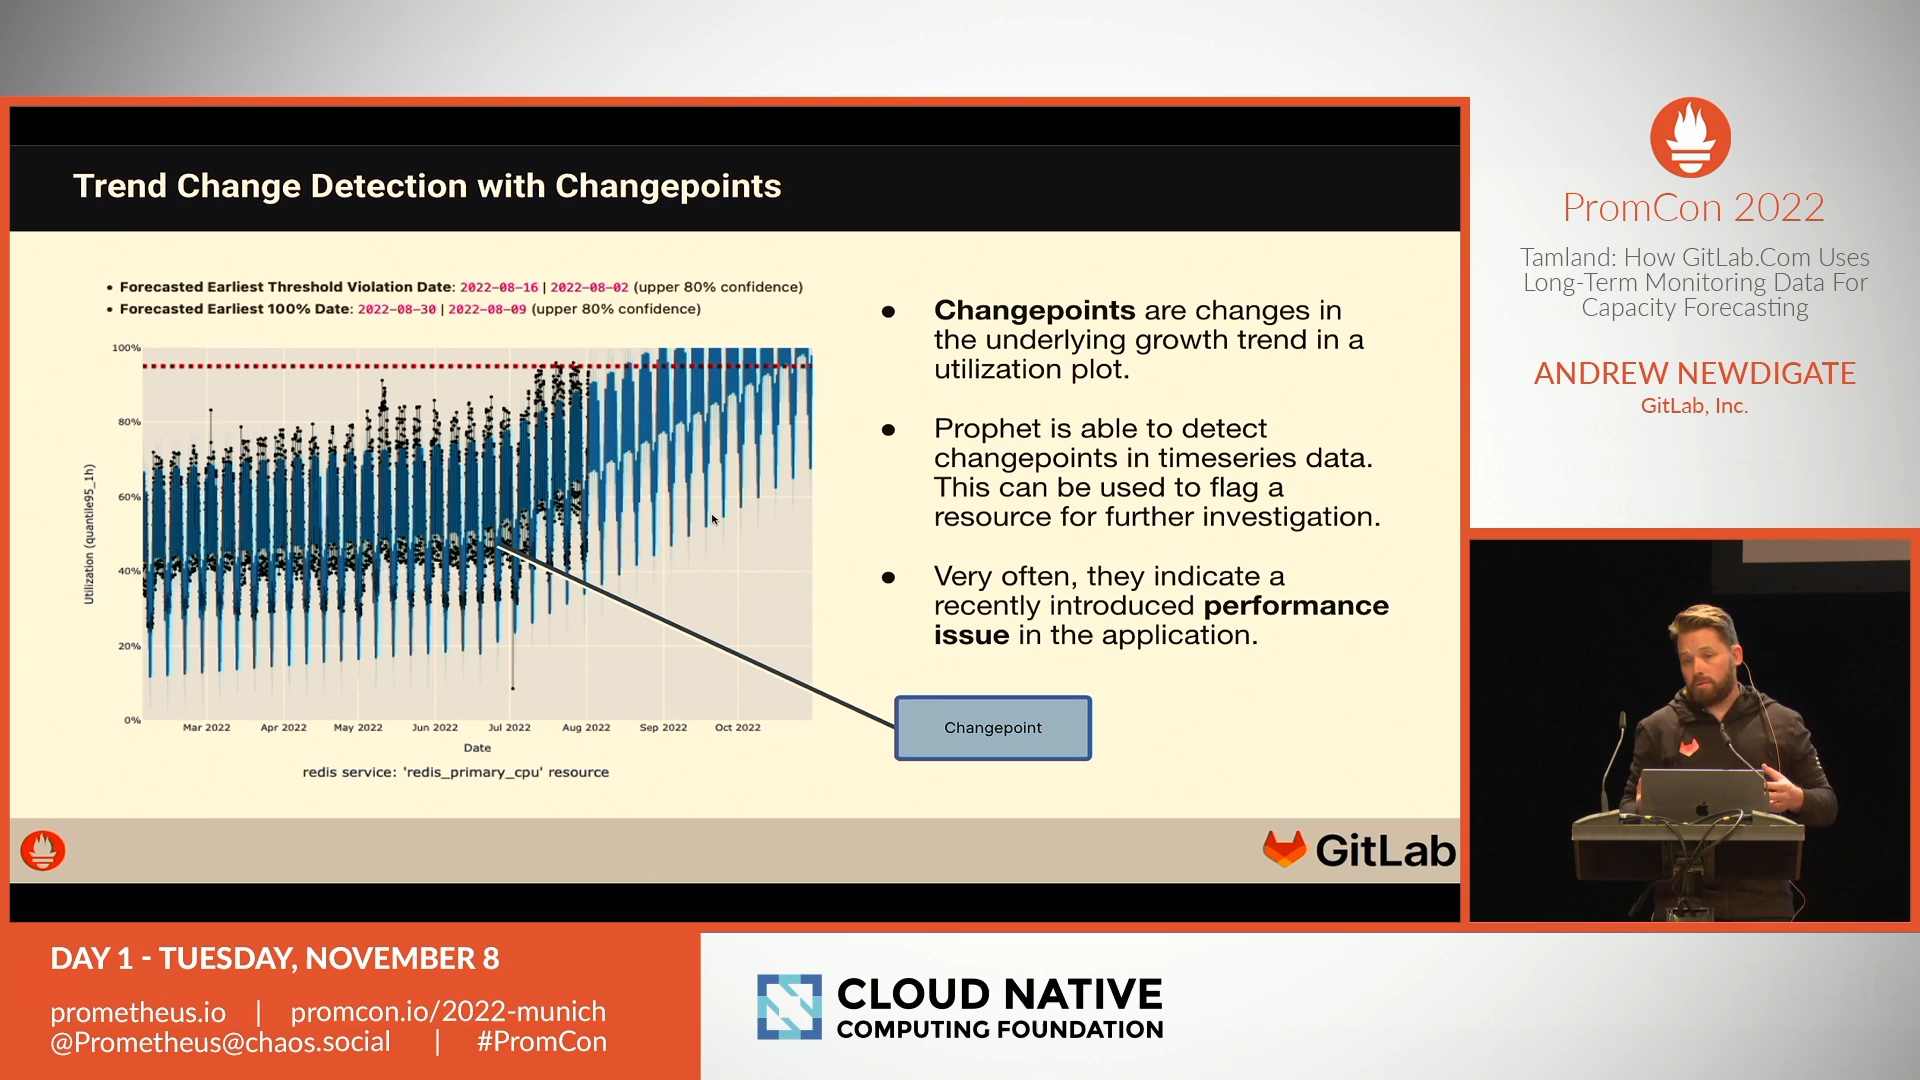 Trend Change Detection with Changepoints
• Forecasted Earliest Threshold Violation Date: 2022-08-16 | 2022-08-02 (upper 80% confidence)
• Forecasted Earliest 100% Date: 2022-08-30 | 2022-08-09 (upper 80% confidence)
100%
80%
60%
40%
20%
0%
Utilization (quantile95_1h)
Mar 2022 Apr 2022 May 2022 Jun 2022 Jul 2022 Aug 2022 Sep 2022 Oct 2022
Date
redis service: 'redis_primary_cpu' resource
● Changepoints are changes in
the underlying growth trend in a
utilization plot.
● Prophet is able to detect
changepoints in timeseries data.
This can be used to flag a
resource for further investigation.
● Very often, they indicate a
recently introduced performance
issue in the application.
Changepoint
GitLab
PromCon 2022
Tamland: How GitLab.Com Uses
Long-Term Monitoring Data For
Capacity Forecasting
ANDREW NEWDIGATE
GitLab, Inc.
DAY 1 - TUESDAY, NOVEMBER 8
prometheus.io | promcon.io/2022-munich
@Prometheus@chaos.social | #PromCon
CLOUD NATIVE
COMPUTING FOUNDATION